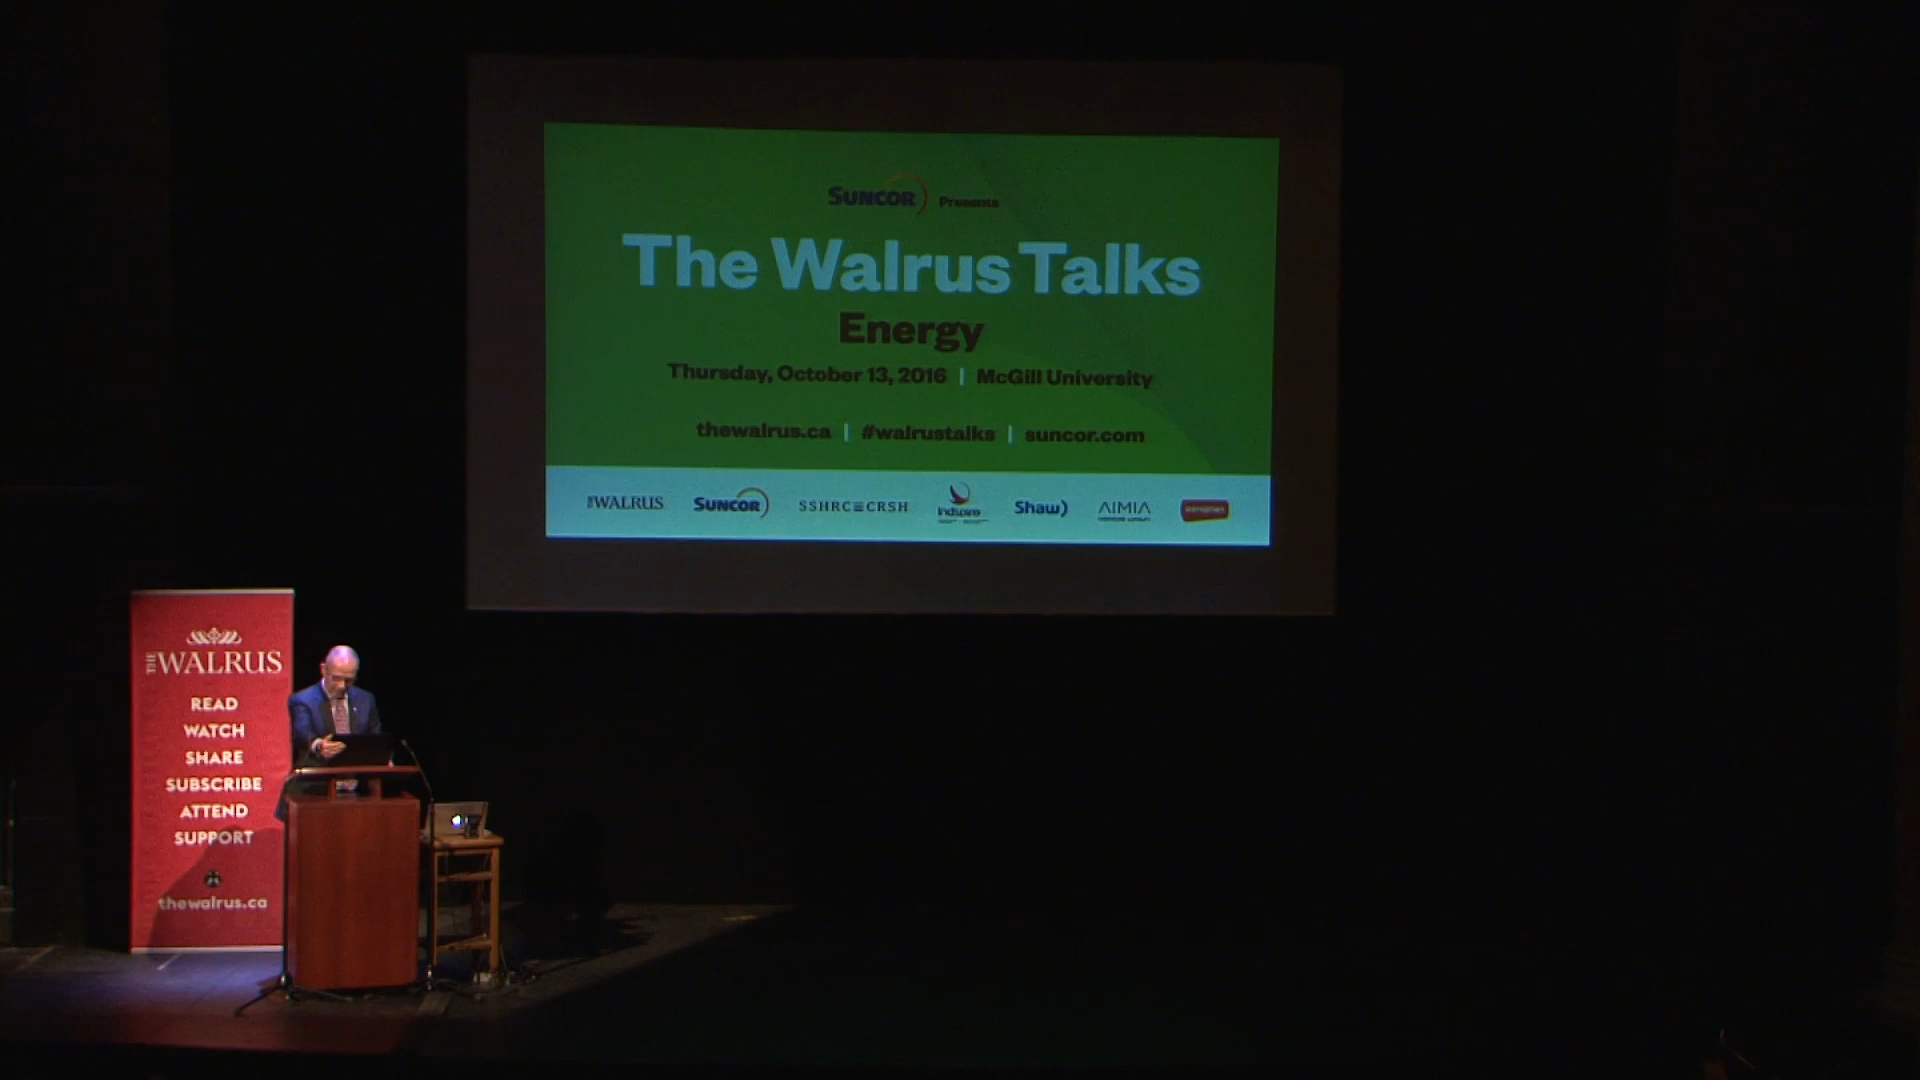 SUNCOR Presents
The Walrus Talks
Energy
Thursday, October 13, 2016 | McGill University
thewalrus.ca | #walrustalks | suncor.com
THE WALRUS SUNCOR SSHRC≡CRSH Indspire Shaw) AIMIA
THE WALRUS
READ
WATCH
SHARE
SUBSCRIBE
ATTEND
SUPPORT
thewalrus.ca